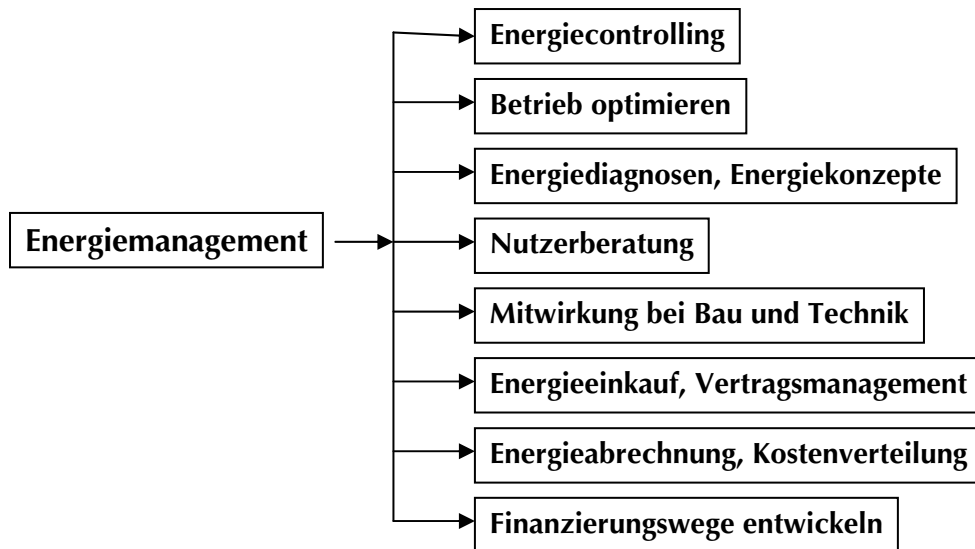 Energiecontrolling
Betrieb optimieren
Energiediagnosen, Energiekonzepte
Energiemanagement
Nutzerberatung
Mitwirkung bei Bau und Technik
Energieeinkauf, Vertragsmanagement
Energieabrechnung, Kostenverteilung
Finanzierungswege entwickeln